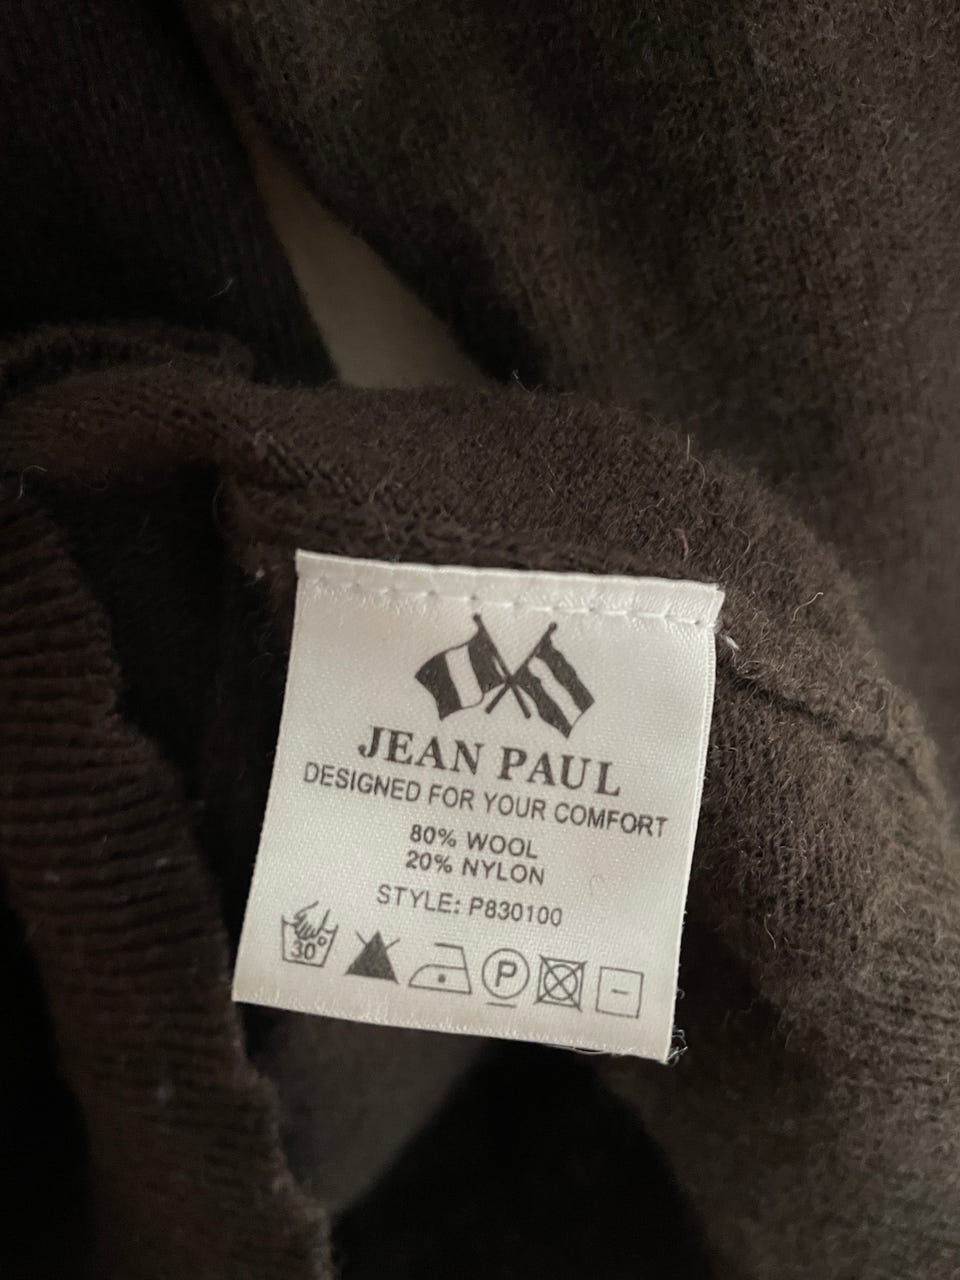 JEAN PAUL
DESIGNED FOR YOUR COMFORT
80% WOOL
20% NYLON
STYLE: P830100
30° P